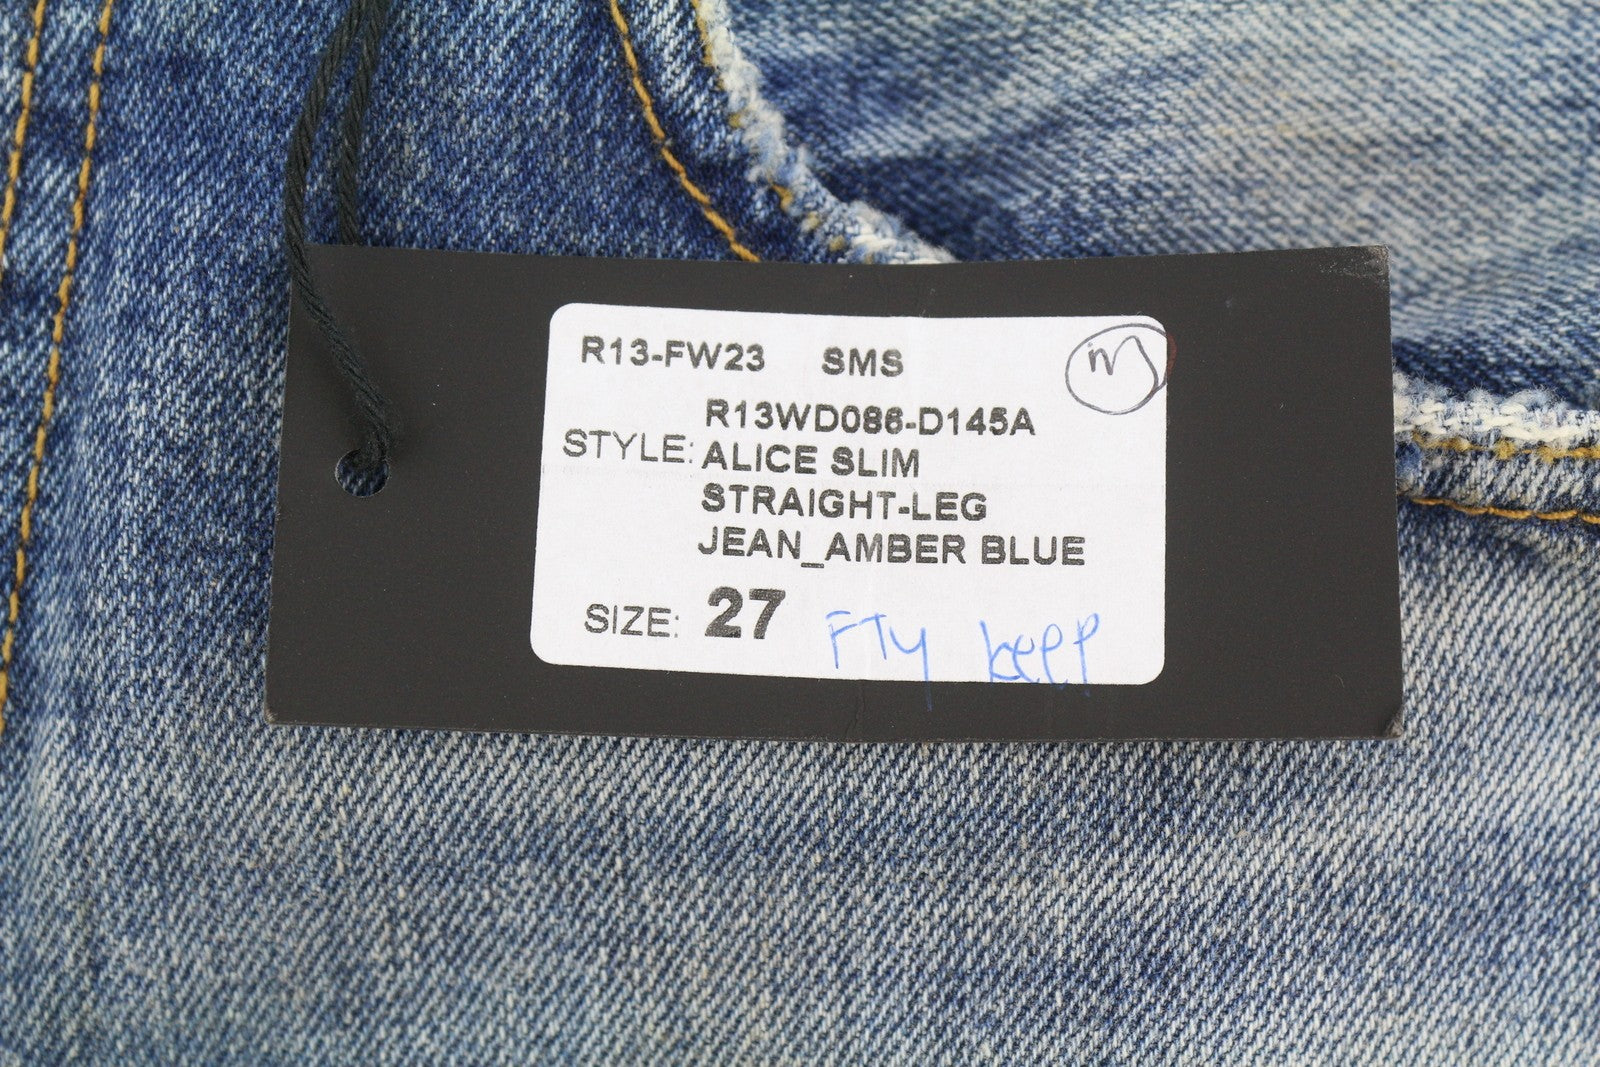 R13-FW23 SMS
R13WD086-D145A
STYLE: ALICE SLIM
STRAIGHT-LEG
JEAN_AMBER BLUE
SIZE: 27 FTY keep